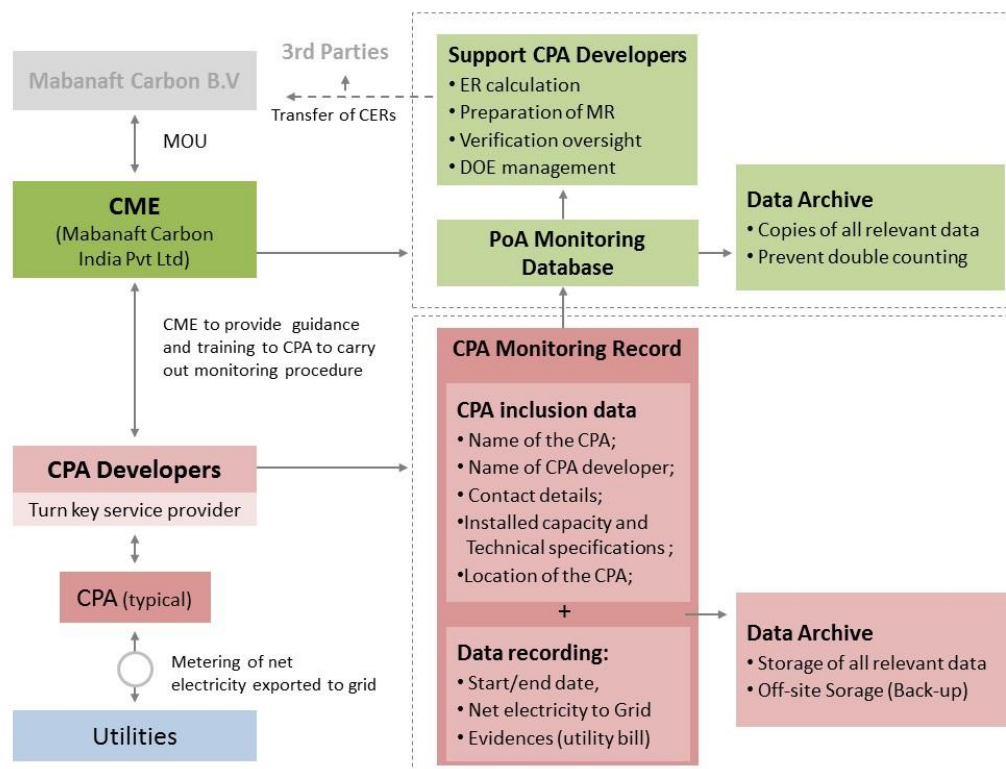 Mabanaft Carbon B.V
MOU
CME
(Mabanaft Carbon
India Pvt Ltd)
CME to provide guidance
and training to CPA to carry
out monitoring procedure
CPA Developers
Turn key service provider
CPA (typical)
Metering of net
electricity exported to grid
Utilities
3rd Parties
Transfer of CERs
Support CPA Developers
• ER calculation
• Preparation of MR
• Verification oversight
• DOE management
PoA Monitoring
Database
Data Archive
• Copies of all relevant data
• Prevent double counting
CPA Monitoring Record
CPA inclusion data
• Name of the CPA;
• Name of CPA developer;
• Contact details;
•Installed capacity and
Technical specifications ;
•Location of the CPA;
+
Data recording:
• Start/end date,
• Net electricity to Grid
• Evidences (utility bill)
Data Archive
• Storage of all relevant data
• Off-site Sorage (Back-up)